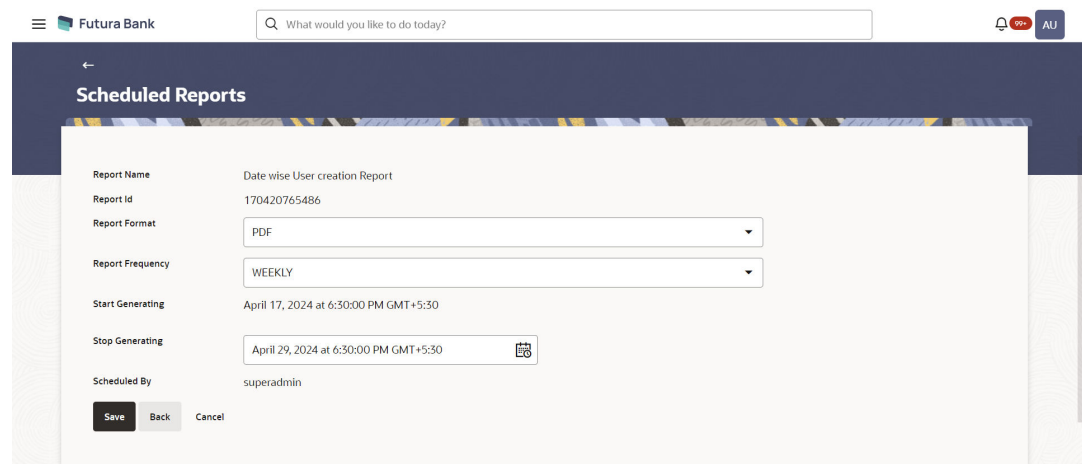 Futura Bank
What would you like to do today?
99+
AU
Scheduled Reports
Report Name Date wise User creation Report
Report Id 170420765486
Report Format PDF
Report Frequency WEEKLY
Start Generating April 17, 2024 at 6:30:00 PM GMT+5:30
Stop Generating April 29, 2024 at 6:30:00 PM GMT+5:30
Scheduled By superadmin
Save Back Cancel